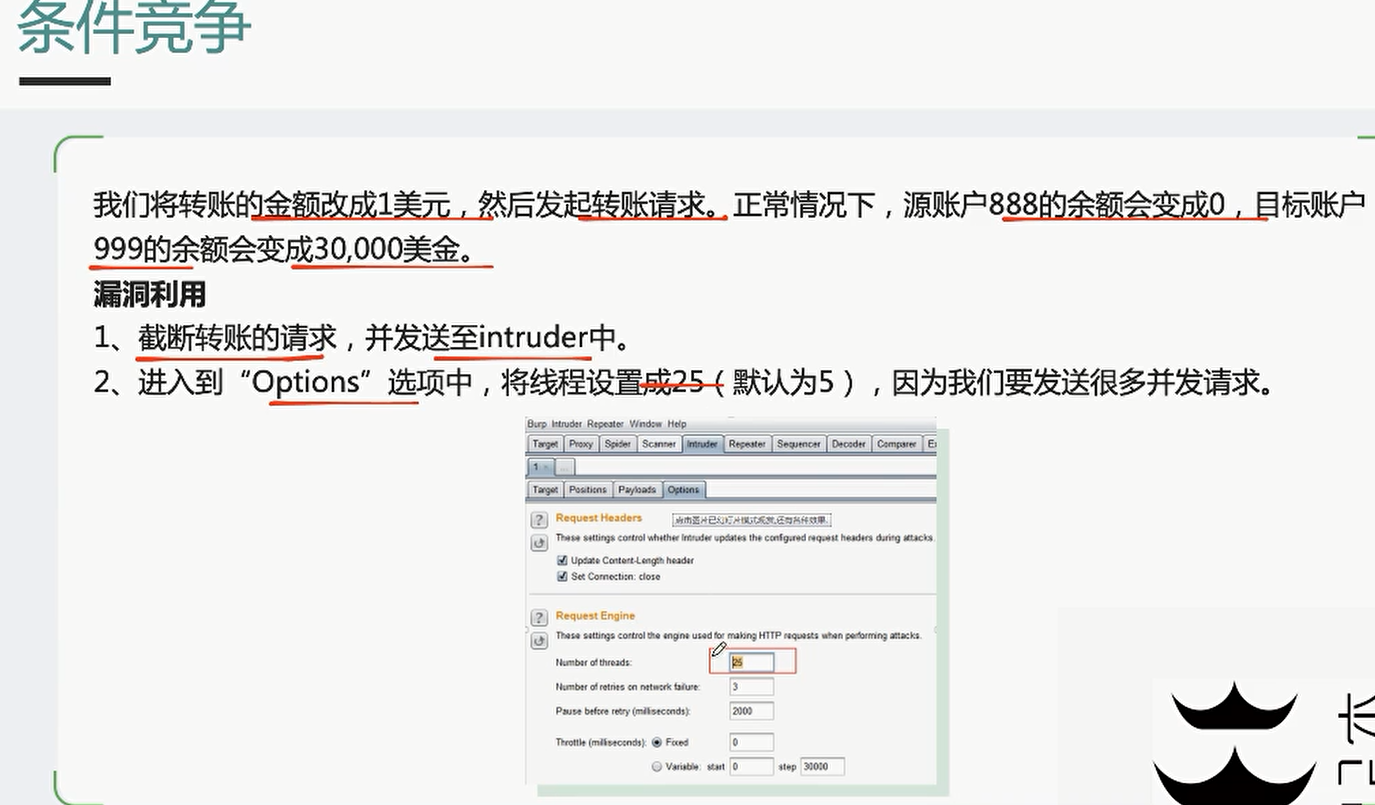 条件竞争
我们将转账的金额改成1美元，然后发起转账请求。正常情况下，源账户888的余额会变成0，目标账户
999的余额会变成30,000美金。
漏洞利用
1、截断转账的请求，并发送至intruder中。
2、进入到“Options”选项中，将线程设置成25（默认为5），因为我们要发送很多并发请求。
Burp Intruder Repeater Window Help
Target Proxy Spider Scanner Intruder Repeater Sequencer Decoder Comparer
1 × ...
Target Positions Payloads Options
? Request Headers
These settings control whether Intruder updates the configured request headers during attacks.
Update Content-Length header
Set Connection: close
? Request Engine
These settings control the engine used for making HTTP requests when performing attacks.
Number of threads: 25
Number of retries on network failure: 3
Pause before retry (milliseconds): 2000
Throttle (milliseconds): Fixed 0
Variable: start 0 step 30000